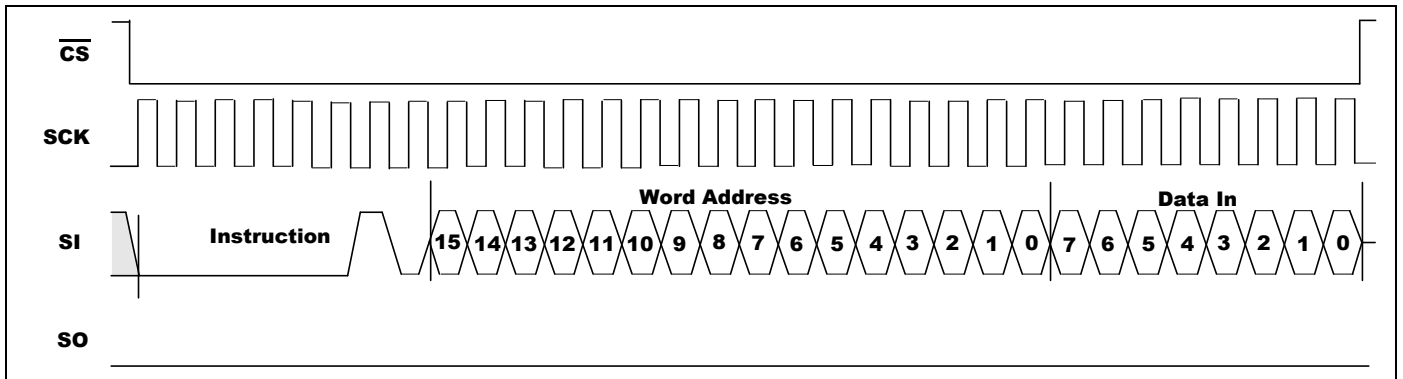 CS
SCK
Word Address
Data In
SI
Instruction
15 14 13 12 11 10 9 8 7 6 5 4 3 2 1 0 7 6 5 4 3 2 1 0
SO